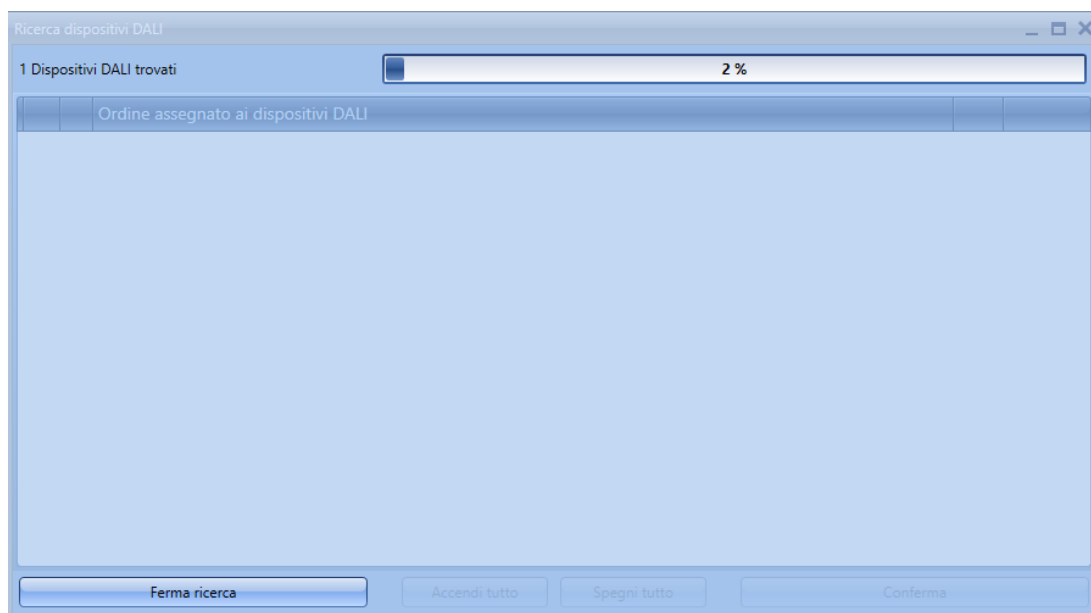 Ricerca dispositivi DALI
1 Dispositivi DALI trovati
2 %
Ordine assegnato ai dispositivi DALI
Ferma ricerca
Accendi tutto
Spegni tutto
Conferma